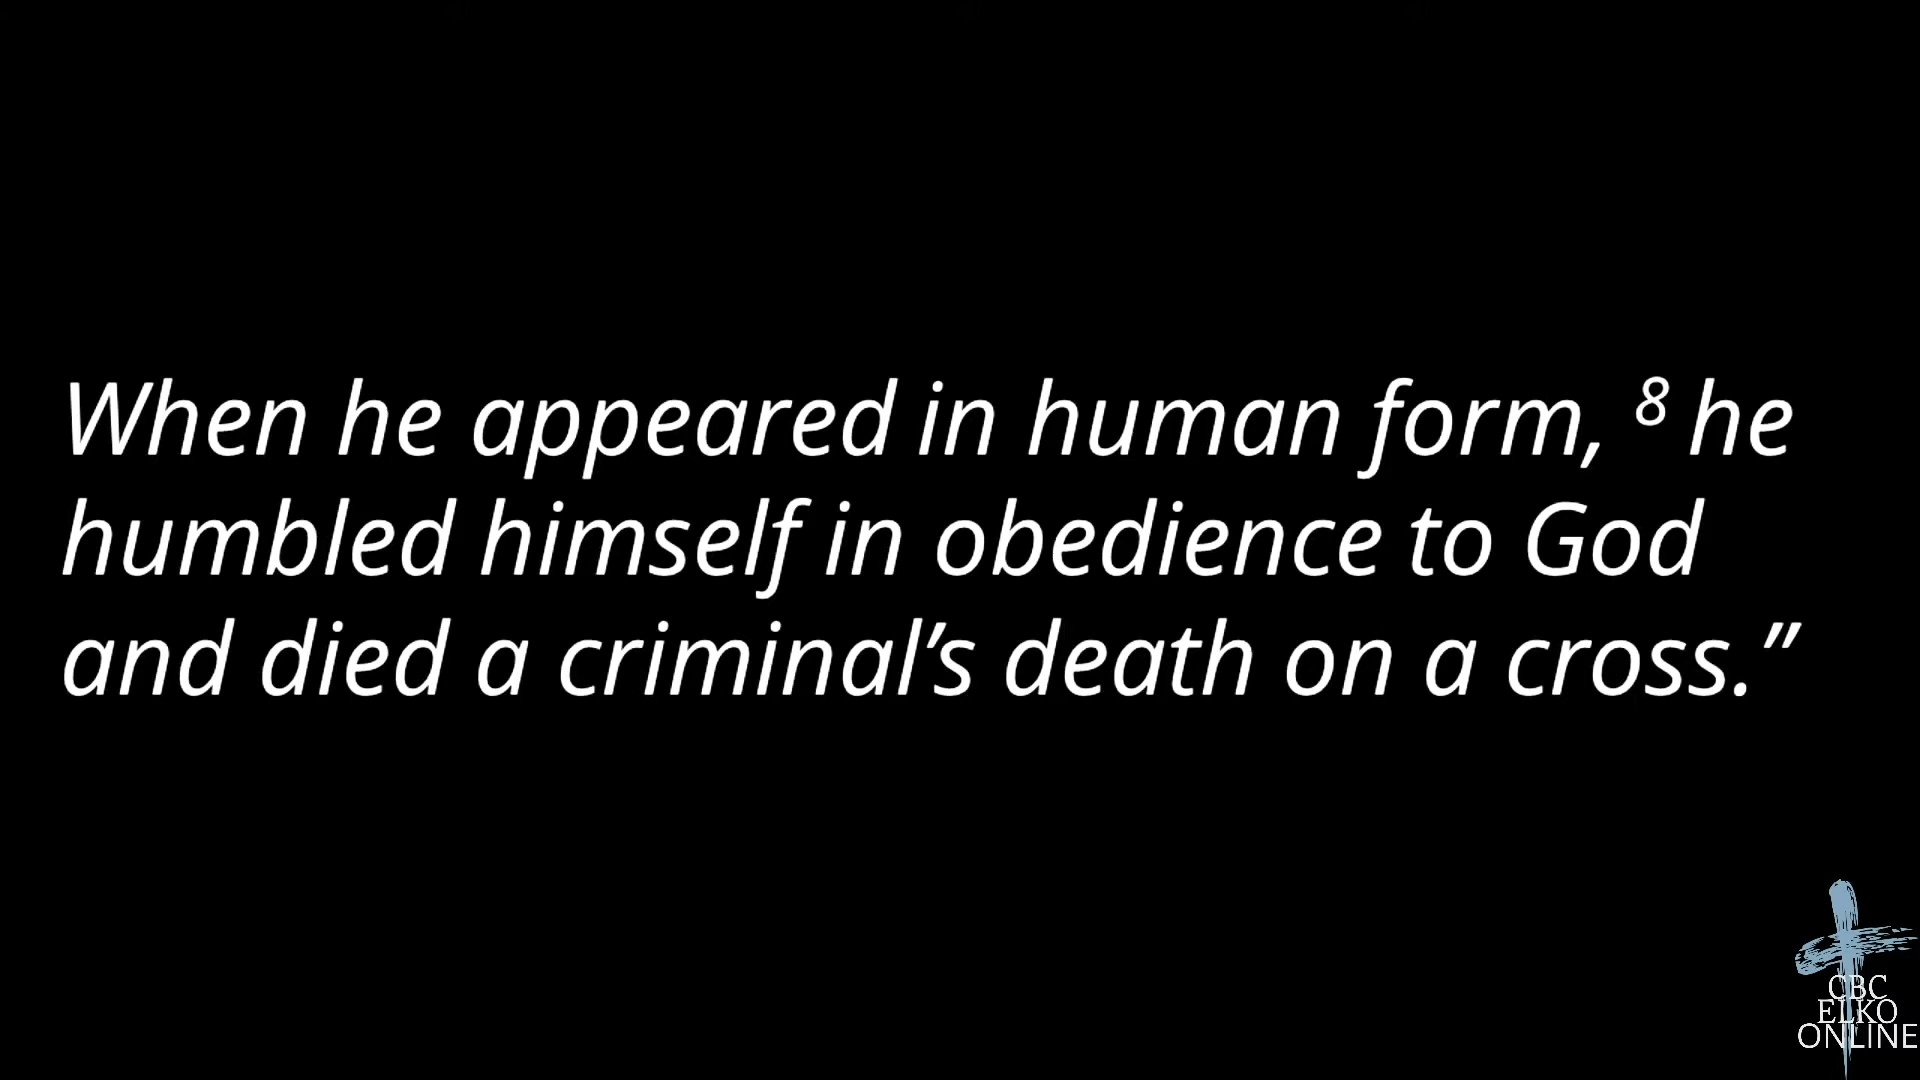 When he appeared in human form, ⁸ he
humbled himself in obedience to God
and died a criminal’s death on a cross.”
CBC
ELKO
ONLINE